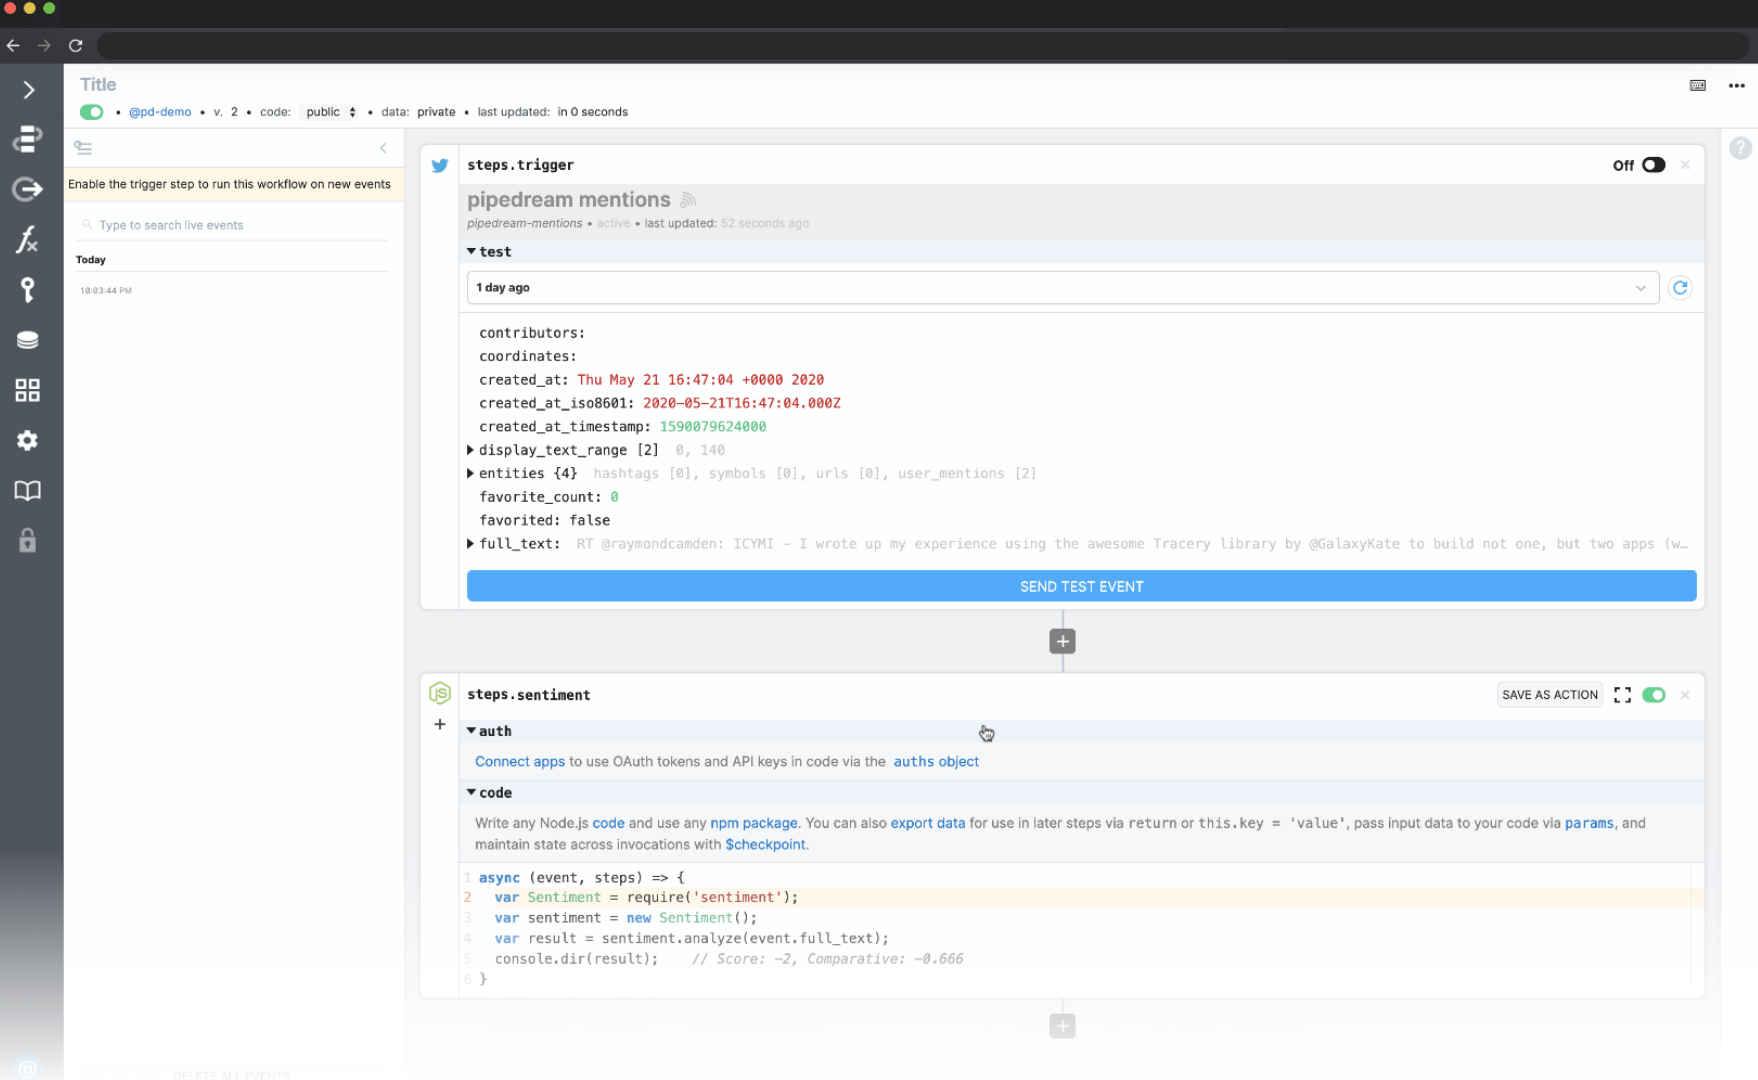 Title
• @pd-demo • v. 2 • code: public • data: private • last updated: in 0 seconds
Enable the trigger step to run this workflow on new events
Type to search live events
Today
10:03:44 PM
DELETE ALL EVENTS
steps.trigger
Off
pipedream mentions
pipedream-mentions • active • last updated: 52 seconds ago
test
1 day ago
contributors:
coordinates:
created_at: Thu May 21 16:47:04 +0000 2020
created_at_iso8601: 2020-05-21T16:47:04.000Z
created_at_timestamp: 1590079624000
display_text_range [2] 0, 140
entities {4} hashtags [0], symbols [0], urls [0], user_mentions [2]
favorite_count: 0
favorited: false
full_text: RT @raymondcamden: ICYMI – I wrote up my experience using the awesome Tracery library by @GalaxyKate to build not one, but two apps (w…
SEND TEST EVENT
JS
steps.sentiment
SAVE AS ACTION
auth
Connect apps to use OAuth tokens and API keys in code via the auths object
code
Write any Node.js code and use any npm package. You can also export data for use in later steps via return or this.key = 'value', pass input data to your code via params, and
maintain state across invocations with $checkpoint.
1 async (event, steps) => {
2 var Sentiment = require('sentiment');
3 var sentiment = new Sentiment();
4 var result = sentiment.analyze(event.full_text);
5 console.dir(result); // Score: -2, Comparative: -0.666
6 }